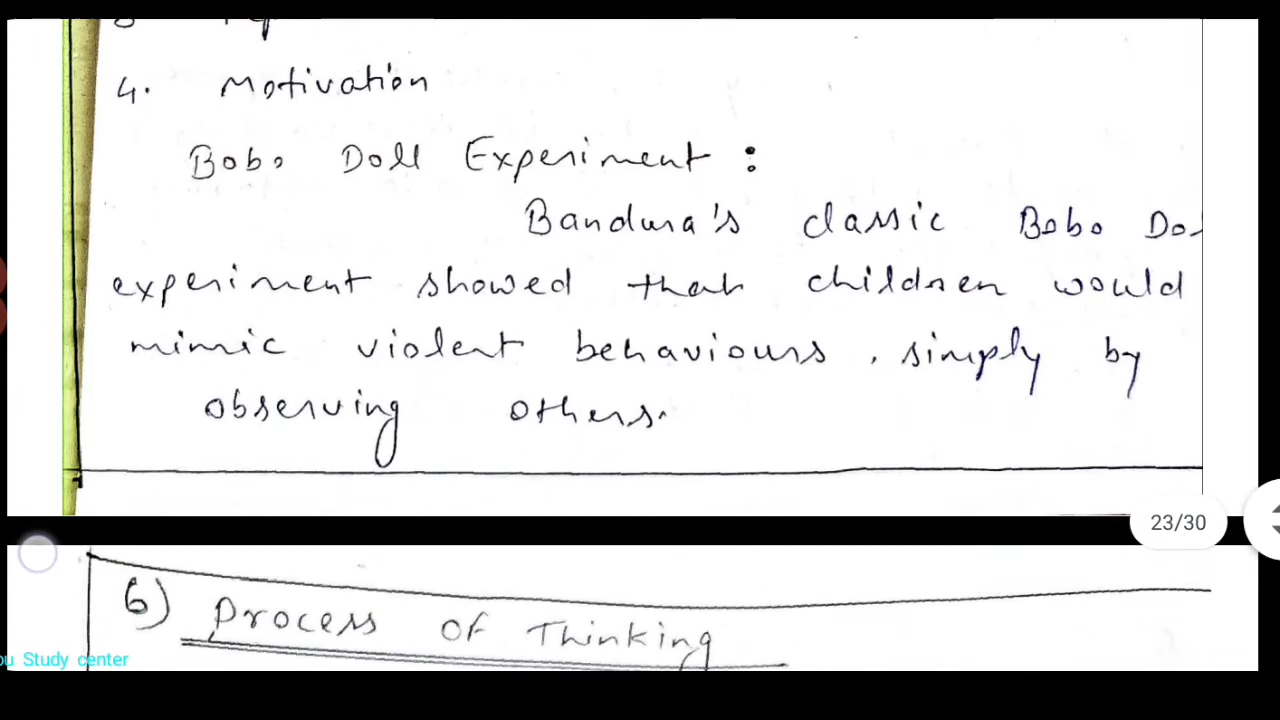 4. Motivation
Bobo Doll Experiment :
Bandura's classic Bobo Do
experiment showed that children would
mimic violent behaviours, simply by
observing others.
23/30
6) Process Of Thinking
ou Study center